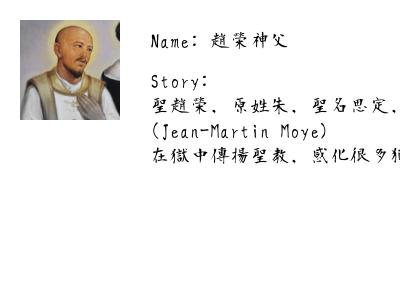 Name: 趙榮神父
Story:
聖趙榮, 原姓朱, 聖名思定,
(Jean-Martin Moye)
在獄中傳揚聖教, 感化很多